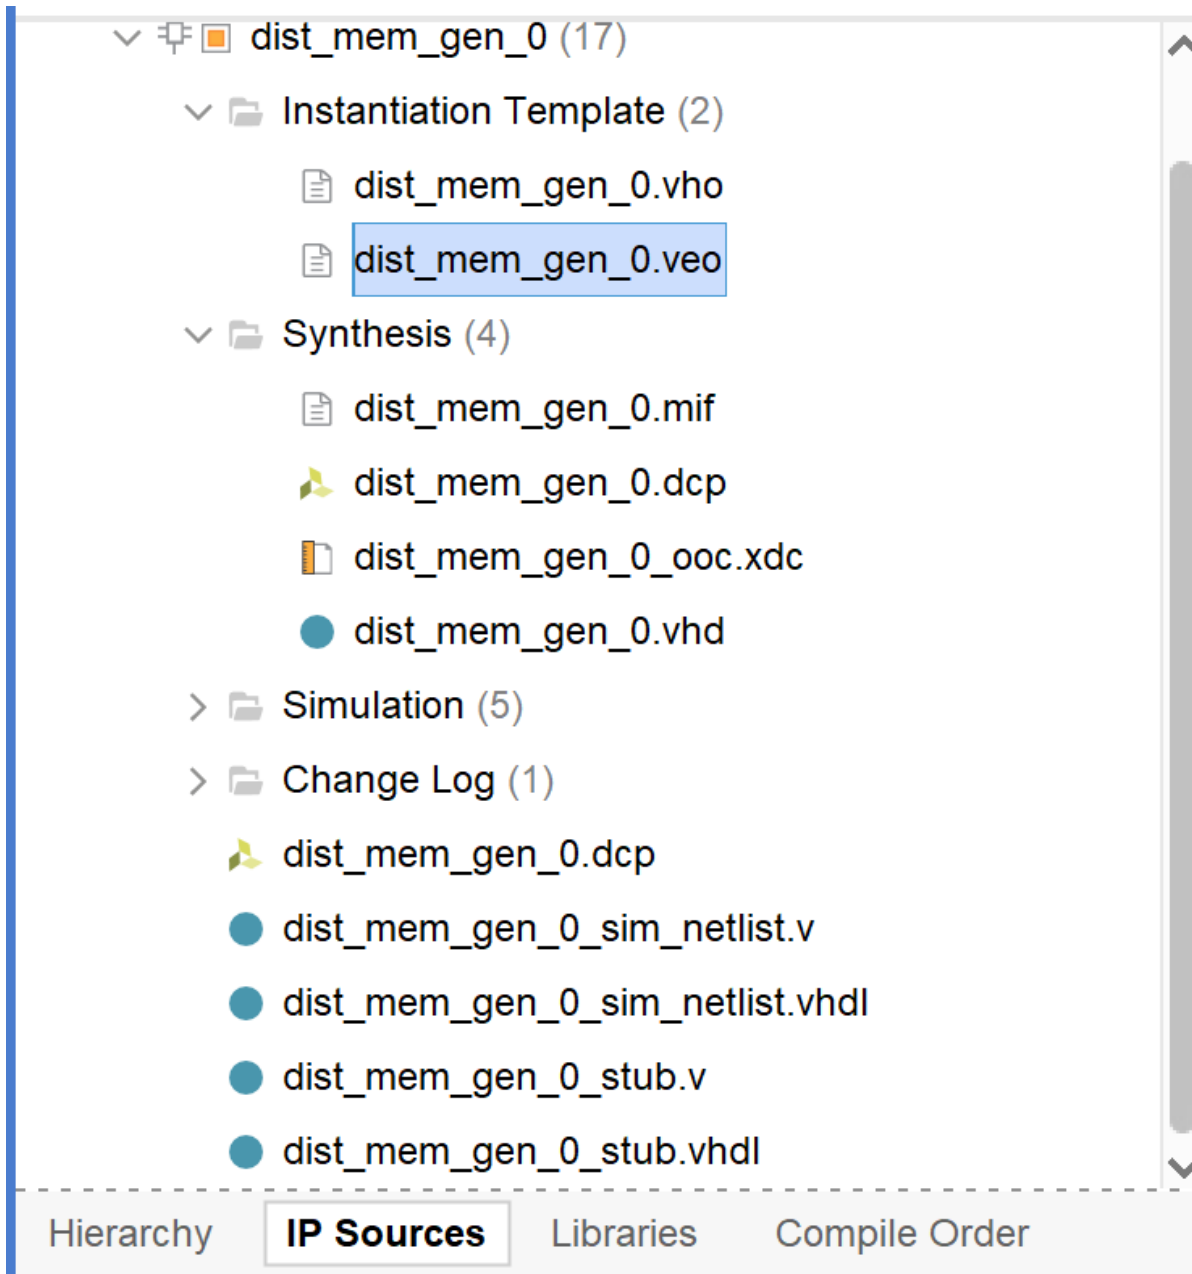 dist_mem_gen_0 (17)
Instantiation Template (2)
dist_mem_gen_0.vho
dist_mem_gen_0.veo
Synthesis (4)
dist_mem_gen_0.mif
dist_mem_gen_0.dcp
dist_mem_gen_0_ooc.xdc
dist_mem_gen_0.vhd
Simulation (5)
Change Log (1)
dist_mem_gen_0.dcp
dist_mem_gen_0_sim_netlist.v
dist_mem_gen_0_sim_netlist.vhdl
dist_mem_gen_0_stub.v
dist_mem_gen_0_stub.vhdl
Hierarchy IP Sources Libraries Compile Order